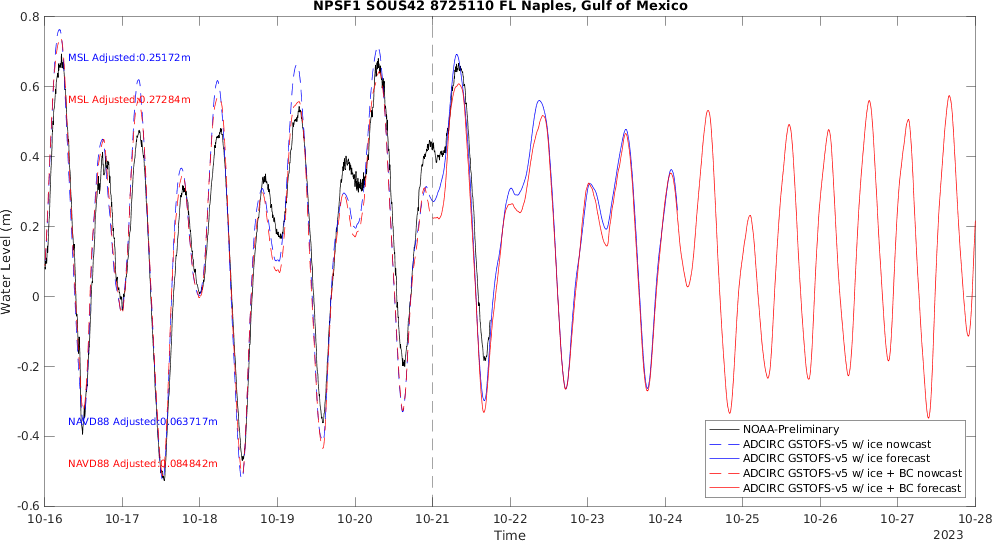 NPSF1 SOUS42 8725110 FL Naples, Gulf of Mexico
0.8
0.6
0.4
0.2
0
-0.2
-0.4
-0.6
Water Level (m)
MSL Adjusted:0.25172m
MSL Adjusted:0.27284m
NAVD88 Adjusted:0.063717m
NAVD88 Adjusted:0.084842m
NOAA-Preliminary
ADCIRC GSTOFS-v5 w/ ice nowcast
ADCIRC GSTOFS-v5 w/ ice forecast
ADCIRC GSTOFS-v5 w/ ice + BC nowcast
ADCIRC GSTOFS-v5 w/ ice + BC forecast
10-16 10-17 10-18 10-19 10-20 10-21 10-22 10-23 10-24 10-25 10-26 10-27 10-28
Time
2023